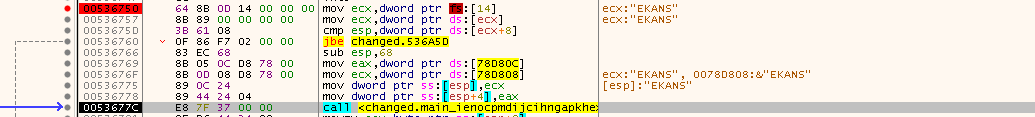 00536750 64 8B 0D 14 00 00 00 mov ecx,dword ptr fs:[14] ecx:"EKANS"
00536757 8B 89 00 00 00 00 mov ecx,dword ptr ds:[ecx] ecx:"EKANS"
0053675D 3B 61 08 cmp esp,dword ptr ds:[ecx+8]
00536760 0F 86 F7 02 00 00 jbe changed.536A5D
00536766 83 EC 68 sub esp,68
00536769 8B 05 0C D8 78 00 mov eax,dword ptr ds:[78D80C]
0053676F 8B 0D 08 D8 78 00 mov ecx,dword ptr ds:[78D808] ecx:"EKANS", 0078D808:&"EKANS"
00536775 89 0C 24 mov dword ptr ss:[esp],ecx [esp]:"EKANS"
00536778 89 44 24 04 mov dword ptr ss:[esp+4],eax
0053677C E8 7F 37 00 00 call <changed.main_ienocpmdijcihngapkhe